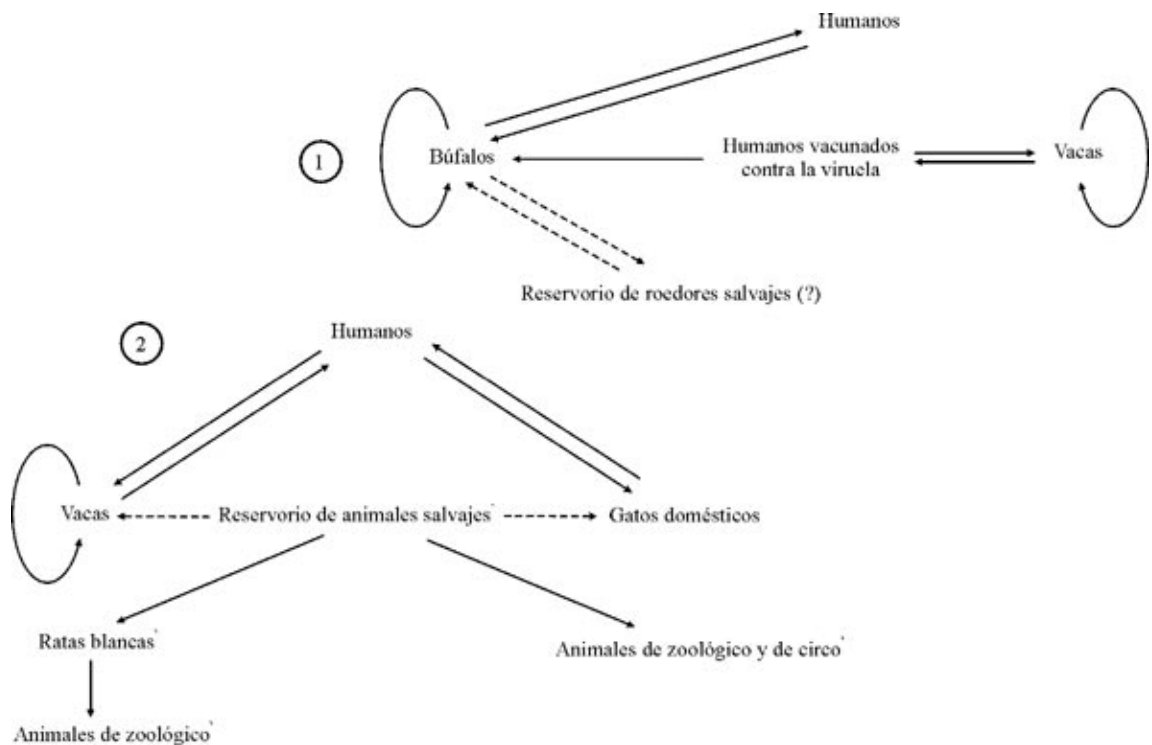 Humanos
1
Búfalos
Humanos vacunados
contra la viruela
Vacas
Reservorio de roedores salvajes (?)
2
Humanos
Vacas
Reservorio de animales salvajes`
Gatos domésticos
Ratas blancas`
Animales de zoológico y de circo`
Animales de zoológico`